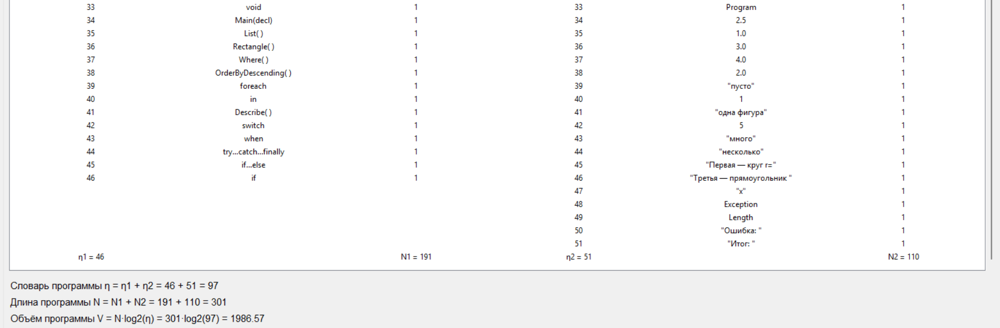 33 void 1 33 Program 1
34 Main(decl) 1 34 2.5 1
35 List( ) 1 35 1.0 1
36 Rectangle( ) 1 36 3.0 1
37 Where( ) 1 37 4.0 1
38 OrderByDescending( ) 1 38 2.0 1
39 foreach 1 39 "пусто" 1
40 in 1 40 1 1
41 Describe( ) 1 41 "одна фигура" 1
42 switch 1 42 5 1
43 when 1 43 "много" 1
44 try...catch...finally 1 44 "несколько" 1
45 if...else 1 45 "Первая — круг r=" 1
46 if 1 46 "Третья — прямоугольник " 1
47 "x" 1
48 Exception 1
49 Length 1
50 "Ошибка: " 1
51 "Итог: " 1
η1 = 46 N1 = 191 η2 = 51 N2 = 110
Словарь программы η = η1 + η2 = 46 + 51 = 97
Длина программы N = N1 + N2 = 191 + 110 = 301
Объём программы V = N·log2(η) = 301·log2(97) = 1986.57